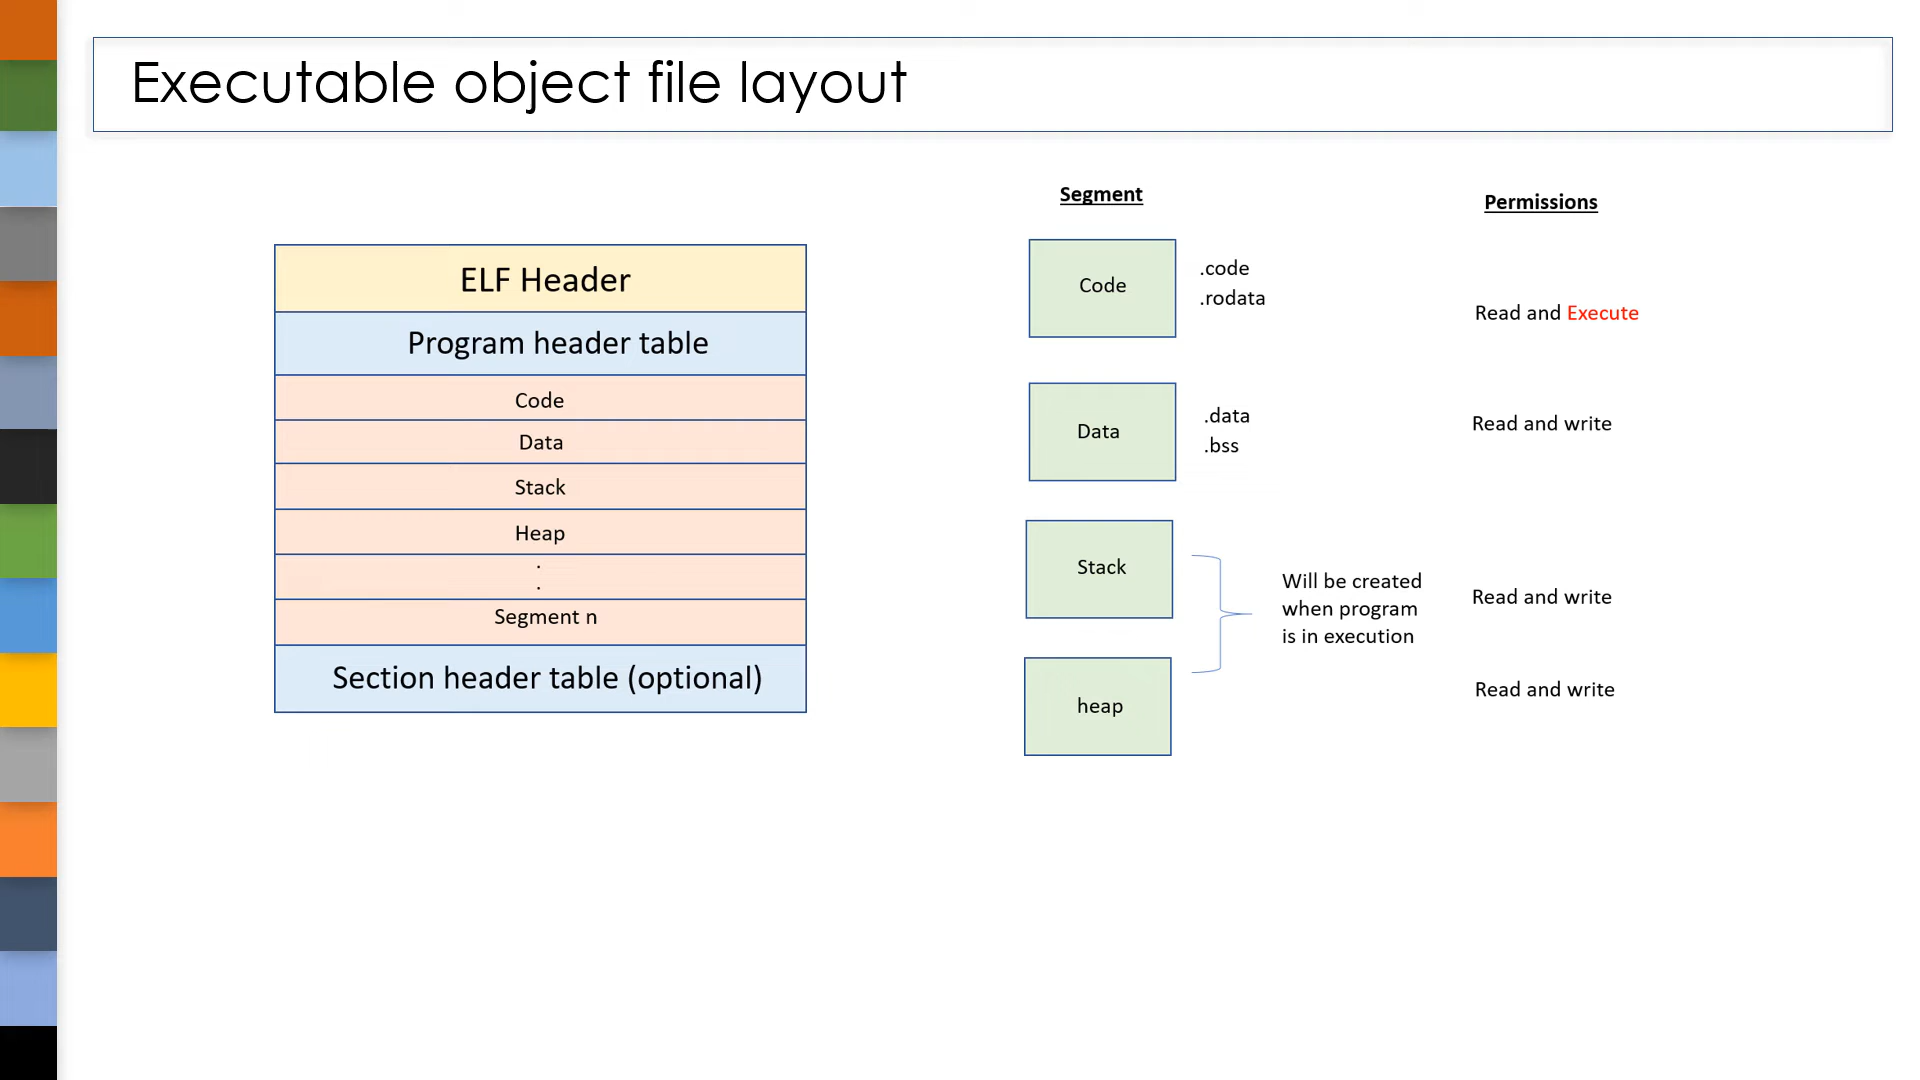 Executable object file layout
ELF Header
Program header table
Code
Data
Stack
Heap
.
.
Segment n
Section header table (optional)
Segment
Permissions
Code
.code
.rodata
Read and Execute
Data
.data
.bss
Read and write
Stack
Will be created
when program
is in execution
Read and write
heap
Read and write